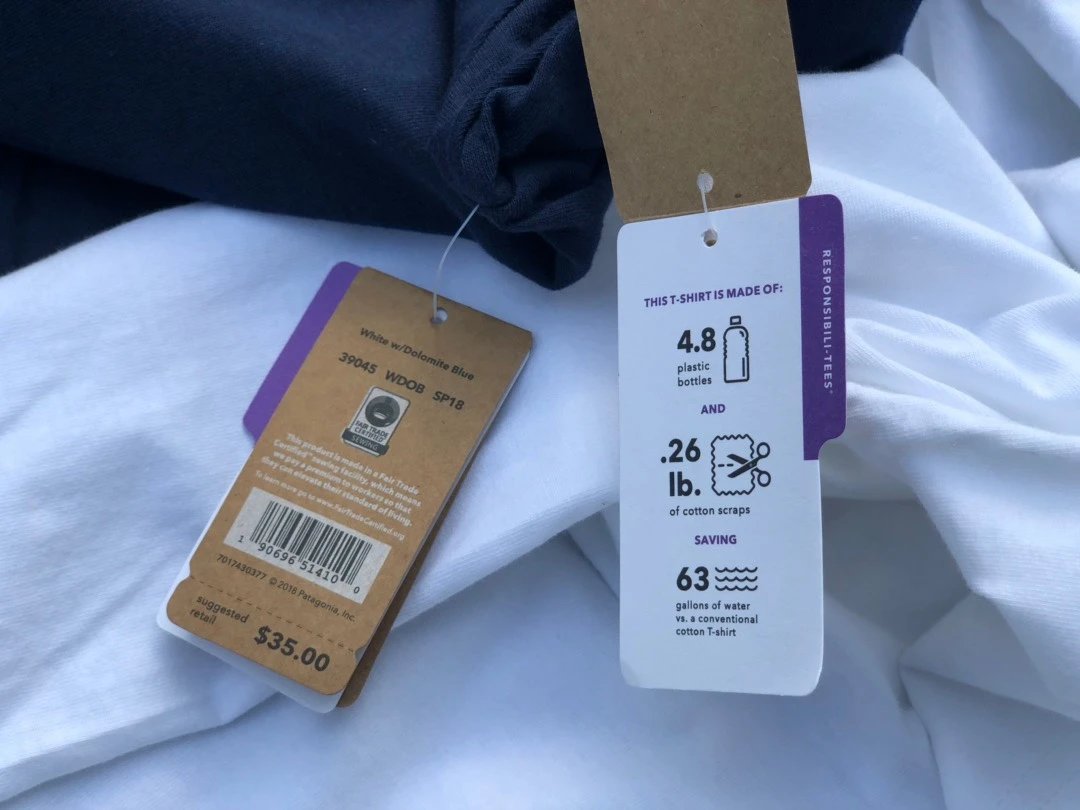 White w/Dolomite Blue
39045 WDOB SP18
FAIR TRADE
CERTIFIED
SEWING
This product is made in a Fair Trade
Certified™ sewing facility, which means
we pay a premium to workers so that
they can elevate their standard of living.
To learn more go to www.FairTradeCertified.org
1 90696 51410 0
7017430377 © 2018 Patagonia, Inc.
suggested
retail
$35.00
THIS T-SHIRT IS MADE OF:
4.8
plastic
bottles
AND
.26
lb.
of cotton scraps
SAVING
63
gallons of water
vs. a conventional
cotton T-shirt
RESPONSIBILI-TEES®